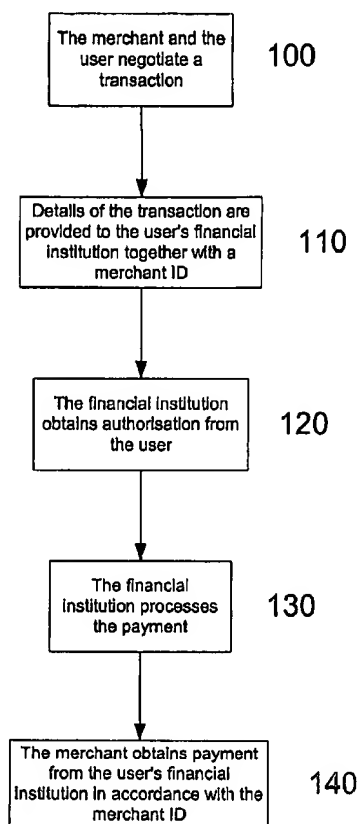 The merchant and the
user negotiate a
transaction
100
Details of the transaction are
provided to the user's financial
institution together with a
merchant ID
110
The financial institution
obtains authorisation from
the user
120
The financial
institution processes
the payment
130
The merchant obtains payment
from the user's financial
institution in accordance with the
merchant ID
140